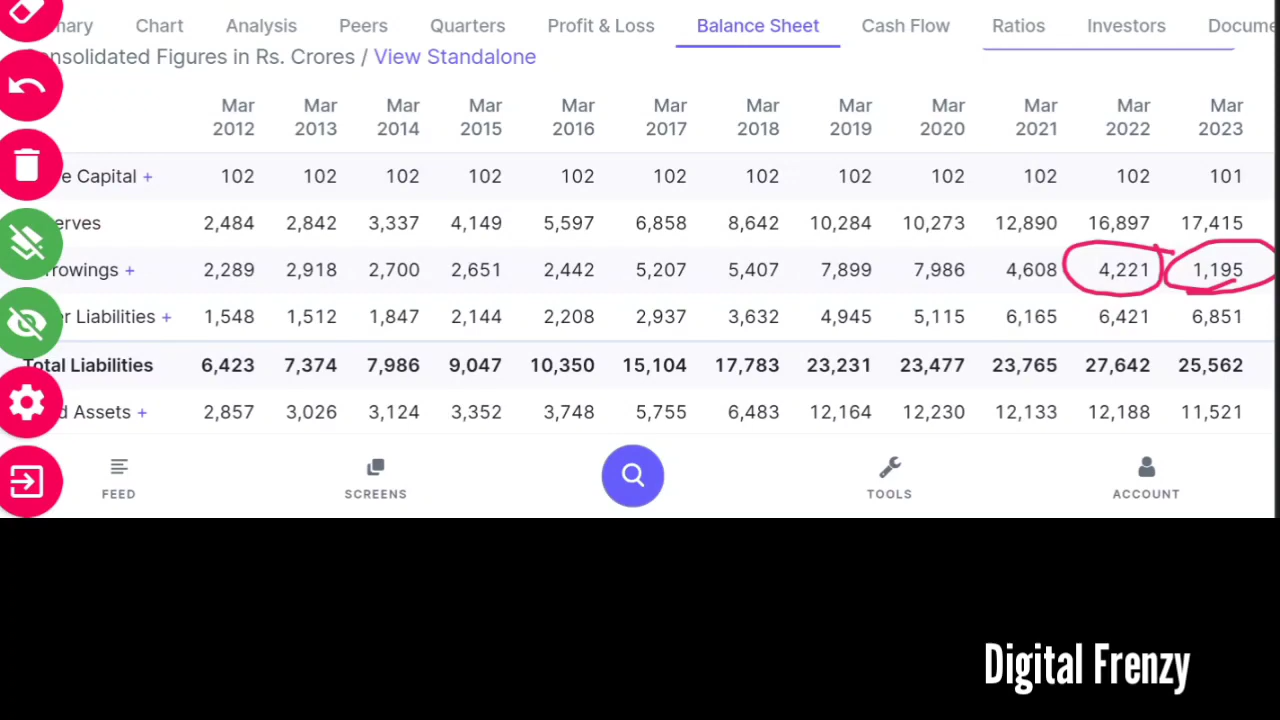 Chart Analysis Peers Quarters Profit & Loss Balance Sheet Cash Flow Ratios Investors
Figures in Rs. Crores / View Standalone
Mar 2012 Mar 2013 Mar 2014 Mar 2015 Mar 2016 Mar 2017 Mar 2018 Mar 2019 Mar 2020 Mar 2021 Mar 2022 Mar 2023
Capital + 102 102 102 102 102 102 102 102 102 102 102 101
2,484 2,842 3,337 4,149 5,597 6,858 8,642 10,284 10,273 12,890 16,897 17,415
+ 2,289 2,918 2,700 2,651 2,442 5,207 5,407 7,899 7,986 4,608 4,221 1,195
Liabilities + 1,548 1,512 1,847 2,144 2,208 2,937 3,632 4,945 5,115 6,165 6,421 6,851
Total Liabilities 6,423 7,374 7,986 9,047 10,350 15,104 17,783 23,231 23,477 23,765 27,642 25,562
Assets + 2,857 3,026 3,124 3,352 3,748 5,755 6,483 12,164 12,230 12,133 12,188 11,521
FEED SCREENS TOOLS ACCOUNT
Digital Frenzy